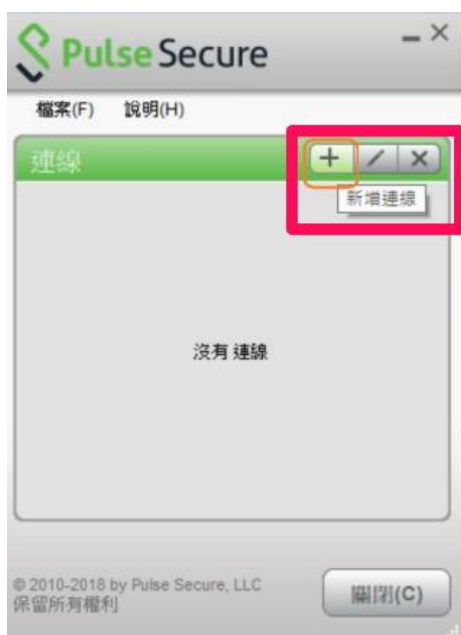 Pulse Secure
檔案(F) 說明(H)
連線
新增連線
沒有 連線
© 2010-2018 by Pulse Secure, LLC
保留所有權利
關閉(C)